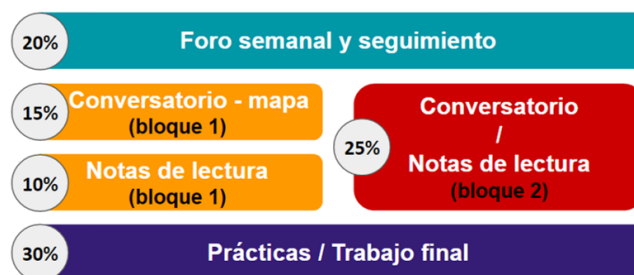 20%
Foro semanal y seguimiento
15%
Conversatorio - mapa
(bloque 1)
10%
Notas de lectura
(bloque 1)
25%
Conversatorio
/
Notas de lectura
(bloque 2)
30%
Prácticas / Trabajo final